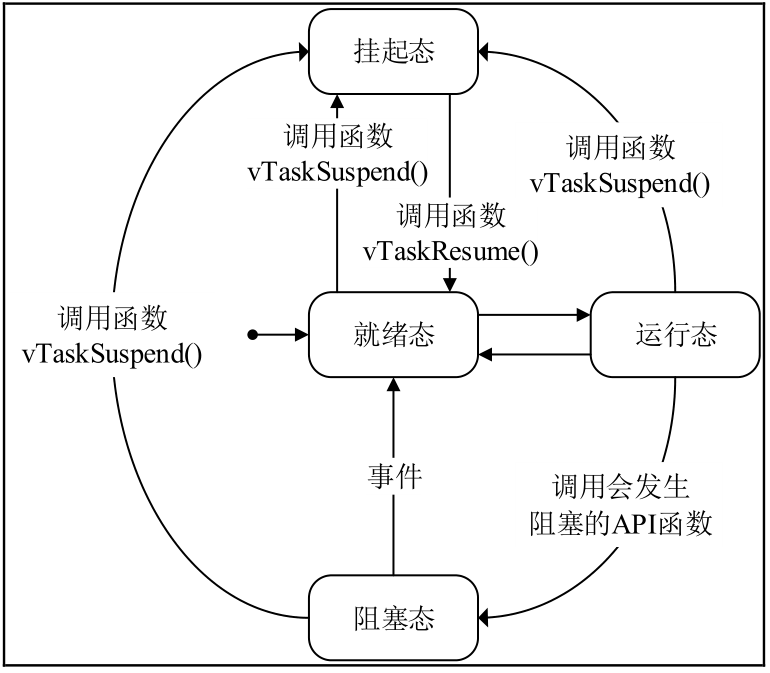 挂起态
调用函数
vTaskSuspend()
调用函数
vTaskSuspend()
调用函数
vTaskResume()
调用函数
vTaskSuspend()
就绪态
运行态
事件
调用会发生
阻塞的API函数
阻塞态